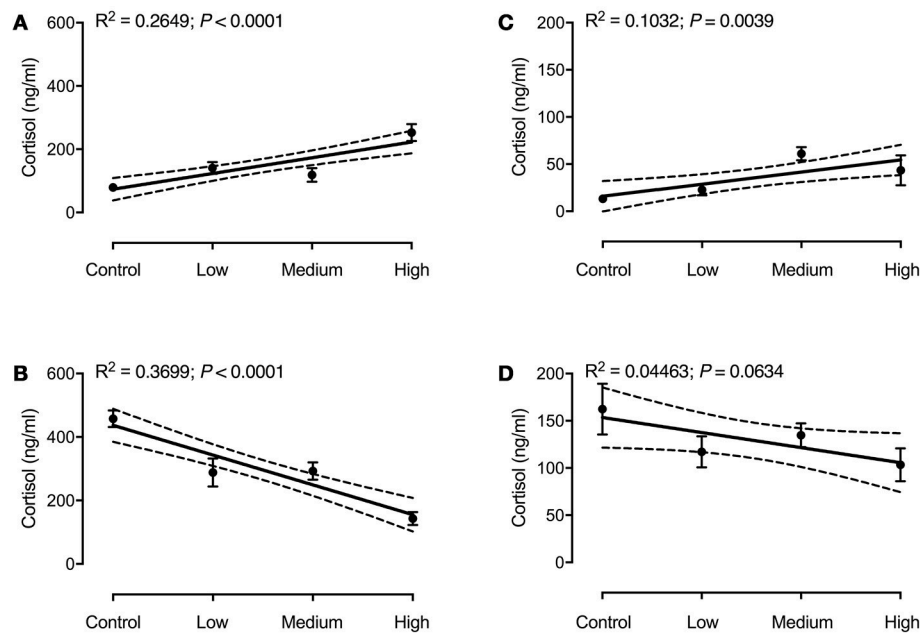 A
R² = 0.2649; P < 0.0001
Cortisol (ng/ml)
600
400
200
0
Control Low Medium High
C
R² = 0.1032; P = 0.0039
Cortisol (ng/ml)
200
150
100
50
0
Control Low Medium High
B
R² = 0.3699; P < 0.0001
Cortisol (ng/ml)
600
400
200
0
Control Low Medium High
D
R² = 0.04463; P = 0.0634
Cortisol (ng/ml)
200
150
100
50
0
Control Low Medium High